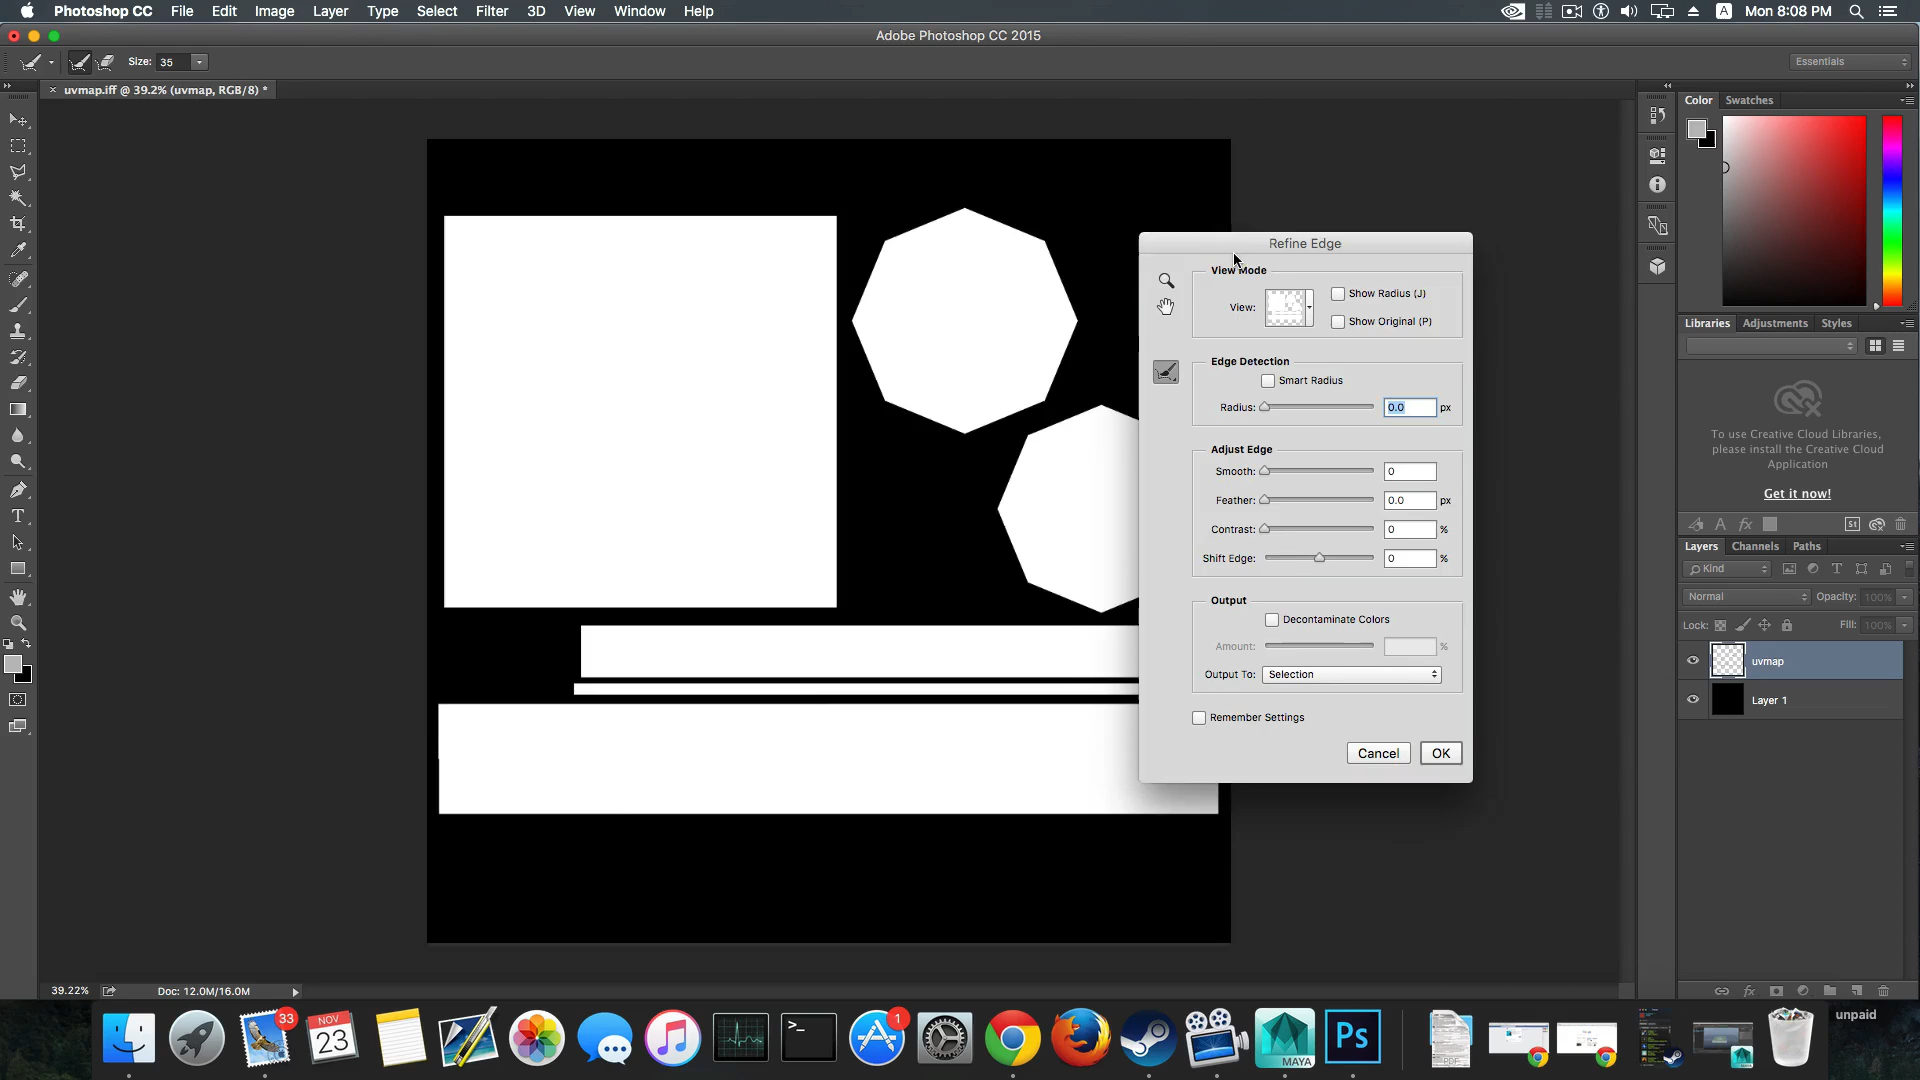 Photoshop CC File Edit Image Layer Type Select Filter 3D View Window Help A Mon 8:08 PM
Adobe Photoshop CC 2015
Size: 35 Essentials
uvmap.iff @ 39.2% (uvmap, RGB/8) *
Color Swatches
Refine Edge
View Mode
View:
Show Radius (J)
Show Original (P)
Edge Detection
Smart Radius
Radius: 0.0 px
Adjust Edge
Smooth: 0
Feather: 0.0 px
Contrast: 0 %
Shift Edge: 0 %
Output
Decontaminate Colors
Amount: %
Output To: Selection
Remember Settings
Cancel OK
Libraries Adjustments Styles
To use Creative Cloud Libraries,
please install the Creative Cloud
Application
Get it now!
A fx St
Layers Channels Paths
Kind T
Normal Opacity: 100%
Lock: Fill: 100%
uvmap
Layer 1
fx
T
39.22% Doc: 12.0M/16.0M
33
NOV
23
>_
1
MAYA
Ps
PDF
unpaid